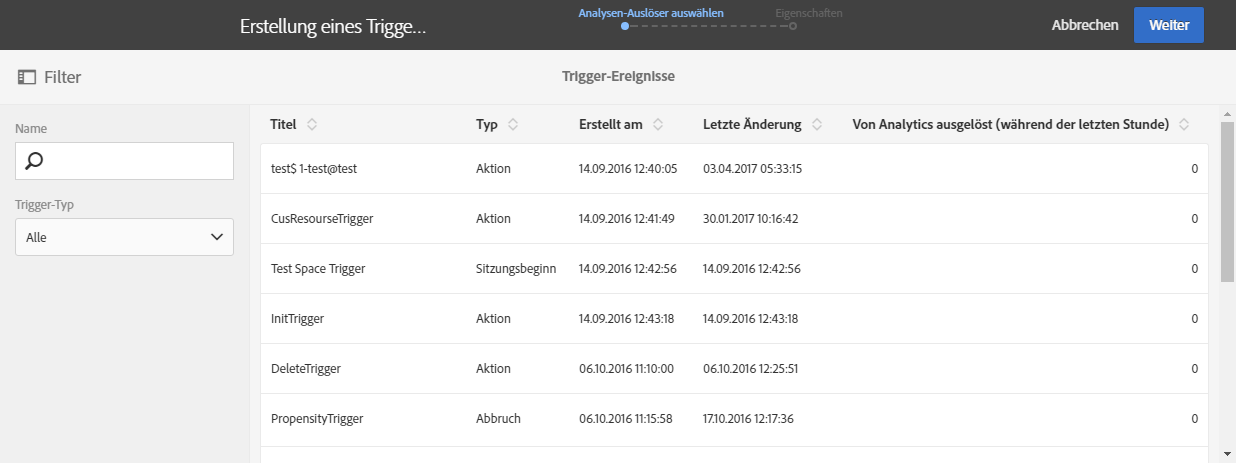 Erstellung eines Trigge...
Analysen-Auslöser auswählen
Eigenschaften
Abbrechen
Weiter
Filter
Trigger-Ereignisse
Name
Trigger-Typ
Alle
Titel Typ Erstellt am Letzte Änderung Von Analytics ausgelöst (während der letzten Stunde)
test$ 1-test@test Aktion 14.09.2016 12:40:05 03.04.2017 05:33:15 0
CusResourseTrigger Aktion 14.09.2016 12:41:49 30.01.2017 10:16:42 0
Test Space Trigger Sitzungsbeginn 14.09.2016 12:42:56 14.09.2016 12:42:56 0
InitTrigger Aktion 14.09.2016 12:43:18 14.09.2016 12:43:18 0
DeleteTrigger Aktion 06.10.2016 11:10:00 06.10.2016 12:25:51 0
PropensityTrigger Abbruch 06.10.2016 11:15:58 17.10.2016 12:17:36 0